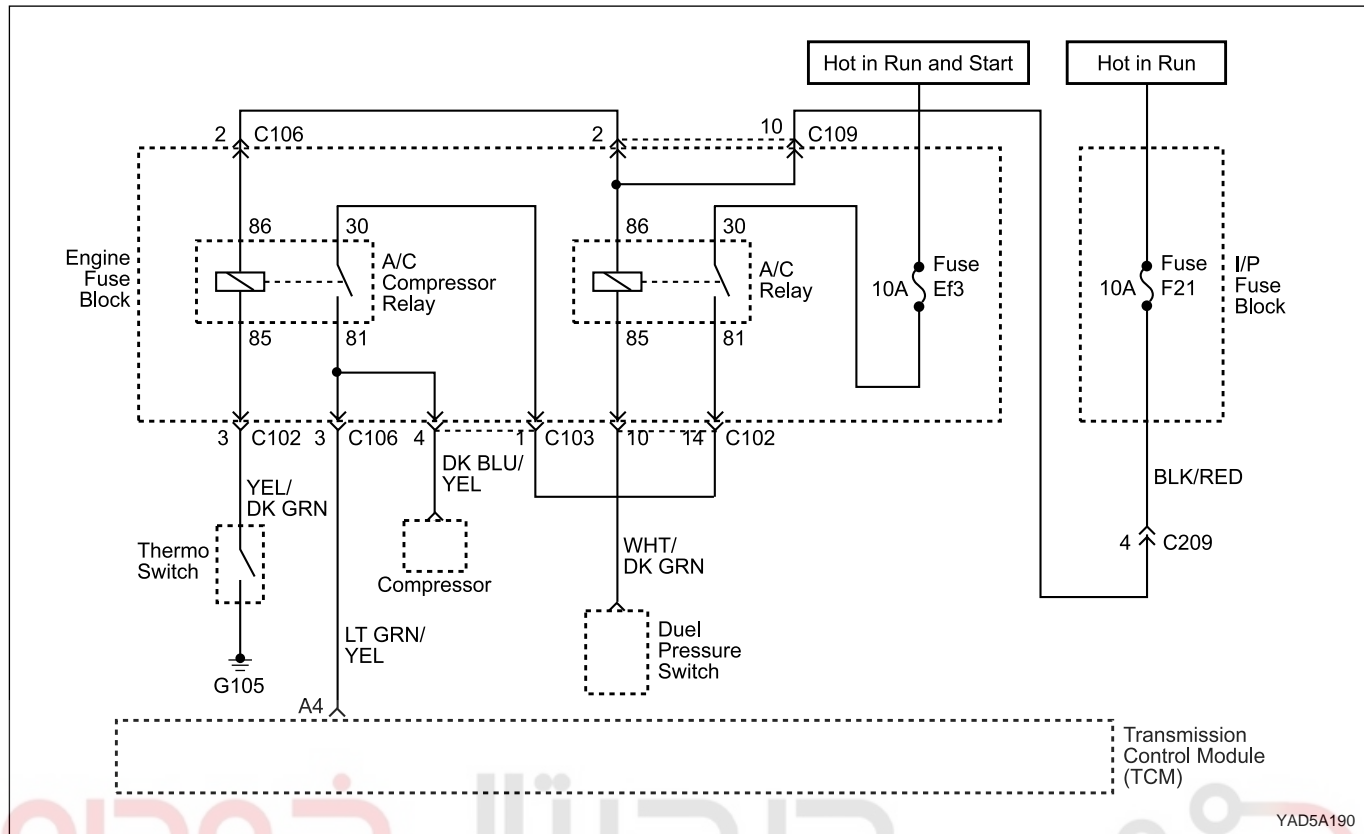 Hot in Run and Start
Hot in Run
2 C106
2
10 C109
86
30
86
30
Engine
Fuse
Block
A/C
Compressor
Relay
A/C
Relay
Fuse
10A Ef3
Fuse
10A F21
I/P
Fuse
Block
85
81
85
81
3 C102
3 C106
4
1 C103
10
14 C102
YEL/
DK GRN
DK BLU/
YEL
BLK/RED
4 C209
Thermo
Switch
Compressor
WHT/
DK GRN
LT GRN/
YEL
Duel
Pressure
Switch
G105
A4
Transmission
Control Module
(TCM)
YAD5A190